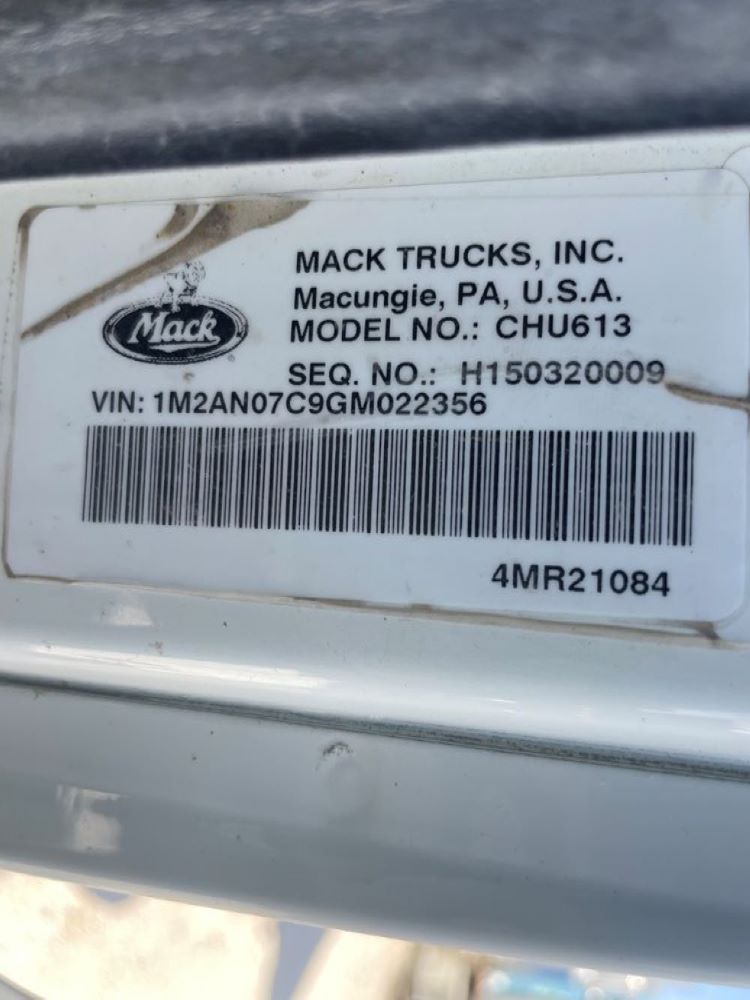 MACK TRUCKS, INC.
Macungie, PA, U.S.A.
Mack
MODEL NO.: CHU613
SEQ. NO.: H150320009
VIN: 1M2AN07C9GM022356
4MR21084